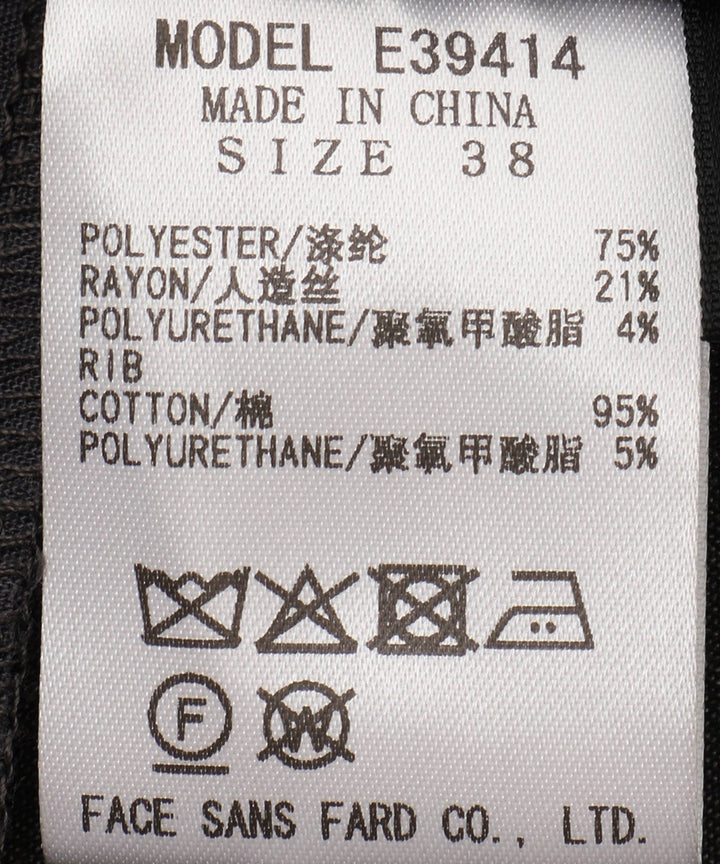 MODEL E39414
MADE IN CHINA
SIZE 38
POLYESTER/涤纶 75%
RAYON/人造丝 21%
POLYURETHANE/聚氨甲酸脂 4%
RIB
COTTON/棉 95%
POLYURETHANE/聚氨甲酸脂 5%
F W
FACE SANS FARD CO., LTD.